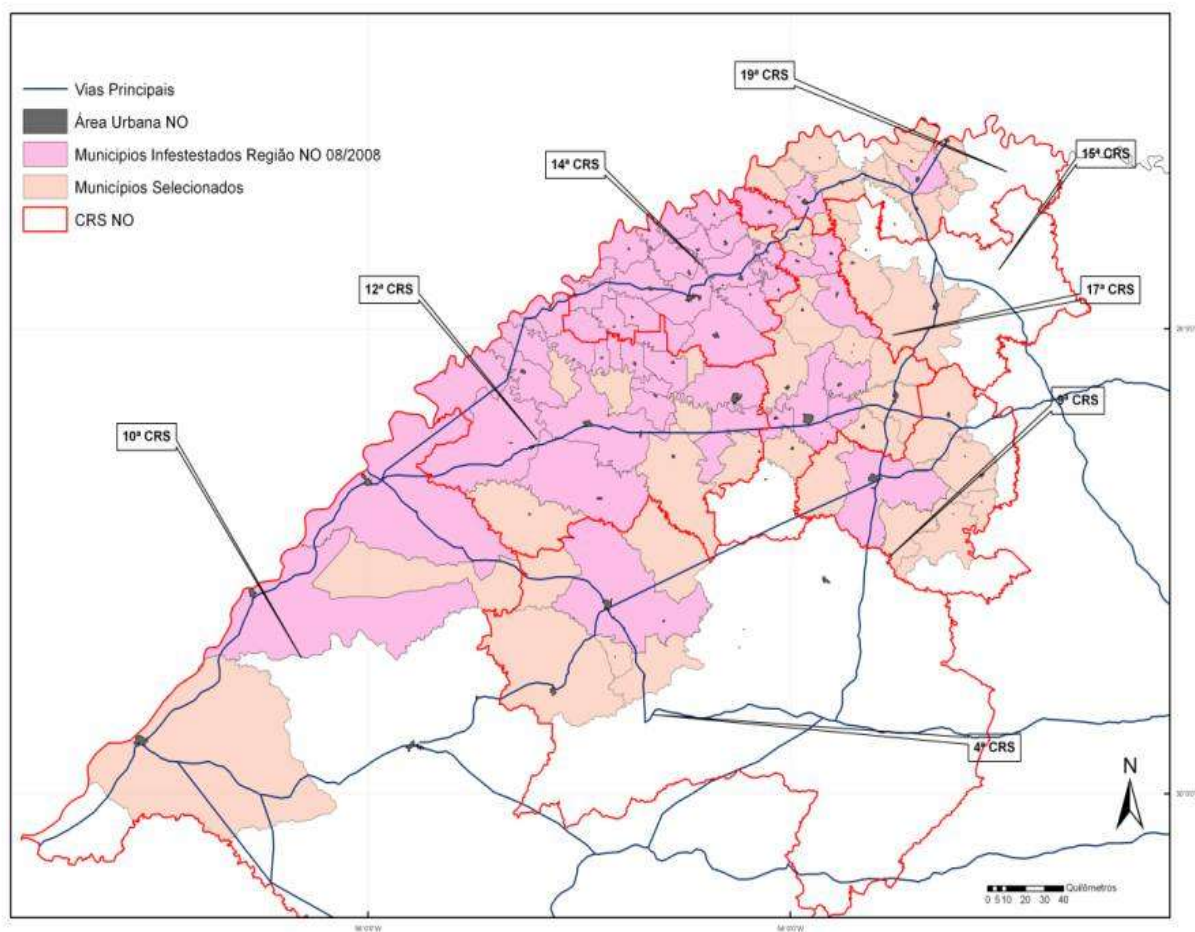 Vias Principais
Área Urbana NO
Municipios Infestestados Região NO 08/2008
Municípios Selecionados
CRS NO
19ª CRS
15ª CRS
14ª CRS
12ª CRS
17ª CRS
9ª CRS
10ª CRS
4ª CRS
N
Quilômetros
0 5 10 20 30 40